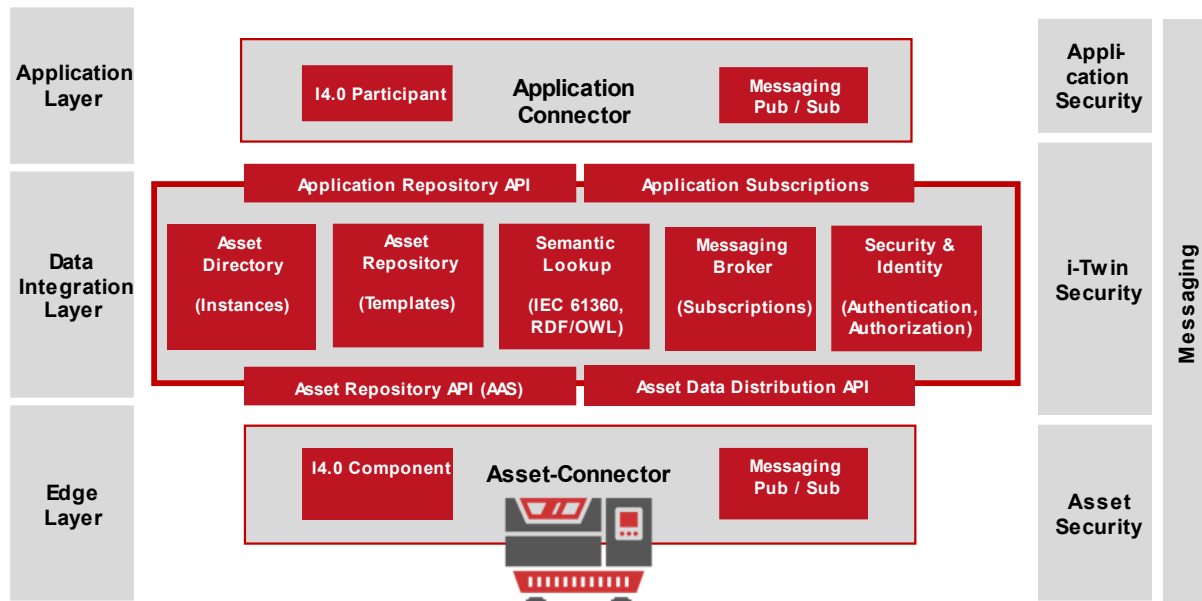 Application
Layer
I4.0 Participant
Application
Connector
Messaging
Pub / Sub
Appli-
cation
Security
Application Repository API
Application Subscriptions
Data
Integration
Layer
Asset
Directory
(Instances)
Asset
Repository
(Templates)
Semantic
Lookup
(IEC 61360,
RDF/OWL)
Messaging
Broker
(Subscriptions)
Security &
Identity
(Authentication,
Authorization)
i-Twin
Security
Messaging
Asset Repository API (AAS)
Asset Data Distribution API
Edge
Layer
I4.0 Component
Asset-Connector
Messaging
Pub / Sub
Asset
Security